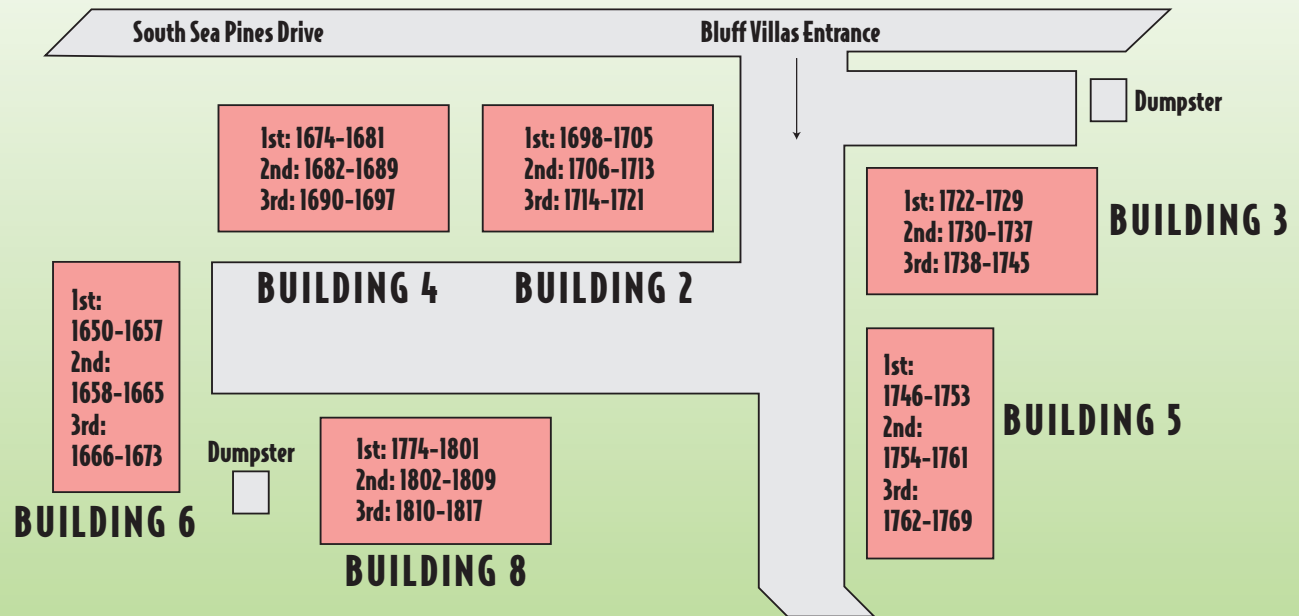 South Sea Pines Drive
Bluff Villas Entrance
Dumpster
1st: 1674-1681
2nd: 1682-1689
3rd: 1690-1697
BUILDING 4
1st: 1698-1705
2nd: 1706-1713
3rd: 1714-1721
BUILDING 2
1st: 1722-1729
2nd: 1730-1737
3rd: 1738-1745
BUILDING 3
1st:
1650-1657
2nd:
1658-1665
3rd:
1666-1673
BUILDING 6
Dumpster
1st: 1774-1801
2nd: 1802-1809
3rd: 1810-1817
BUILDING 8
1st:
1746-1753
2nd:
1754-1761
3rd:
1762-1769
BUILDING 5